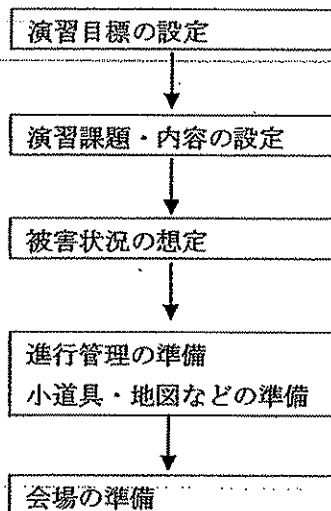 演習目標の設定
演習課題・内容の設定
被害状況の想定
進行管理の準備
小道具・地図などの準備
会場の準備